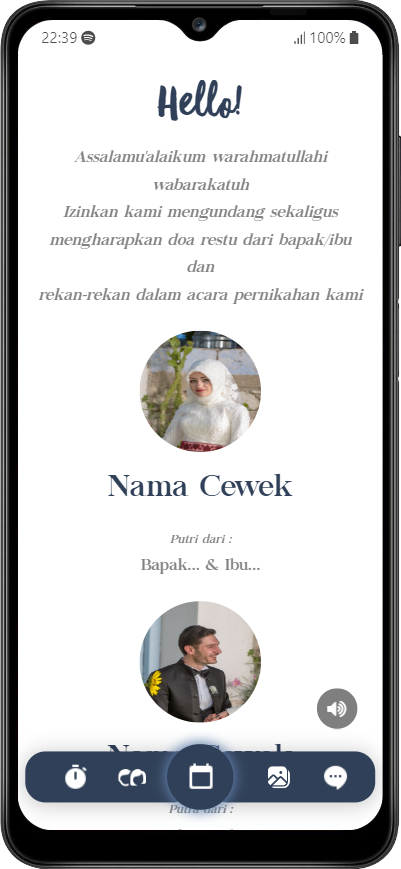 22:39
100%
Hello!
Assalamu'alaikum warahmatullahi
wabarakatuh
Izinkan kami mengundang sekaligus
mengharapkan doa restu dari bapak/ibu
dan
rekan-rekan dalam acara pernikahan kami
Nama Cewek
Putri dari :
Bapak... & Ibu...
Putra dari :